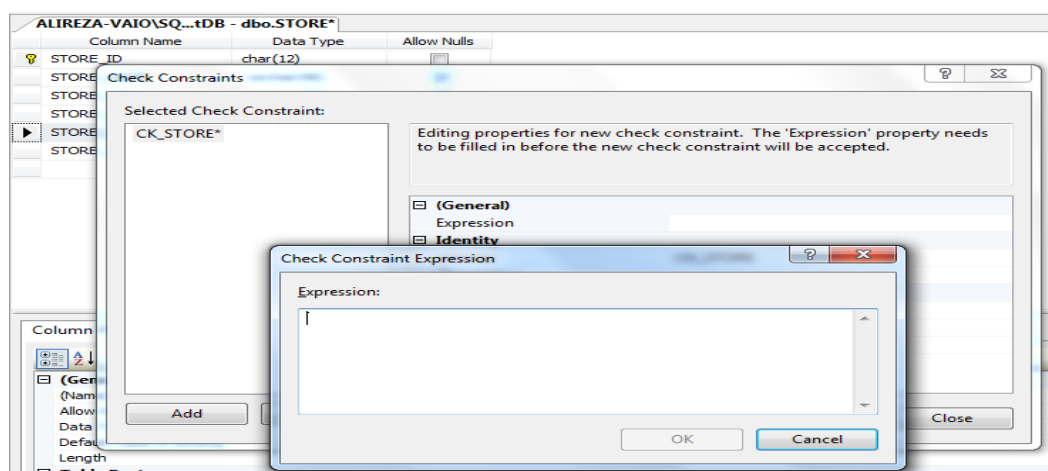 ALIREZA-VAIO\SQ...tDB - dbo.STORE*
Column Name Data Type Allow Nulls
STORE_ID char(12)
STORE
Check Constraints
STORE
STORE
Selected Check Constraint:
STORE
CK_STORE*
Editing properties for new check constraint. The 'Expression' property needs
to be filled in before the new check constraint will be accepted.
STORE
(General)
Expression
Identity
Check Constraint Expression
Expression:
Column
(Gen
(Nam
Allow
Data
Defau
Length
Add
OK
Cancel
Close